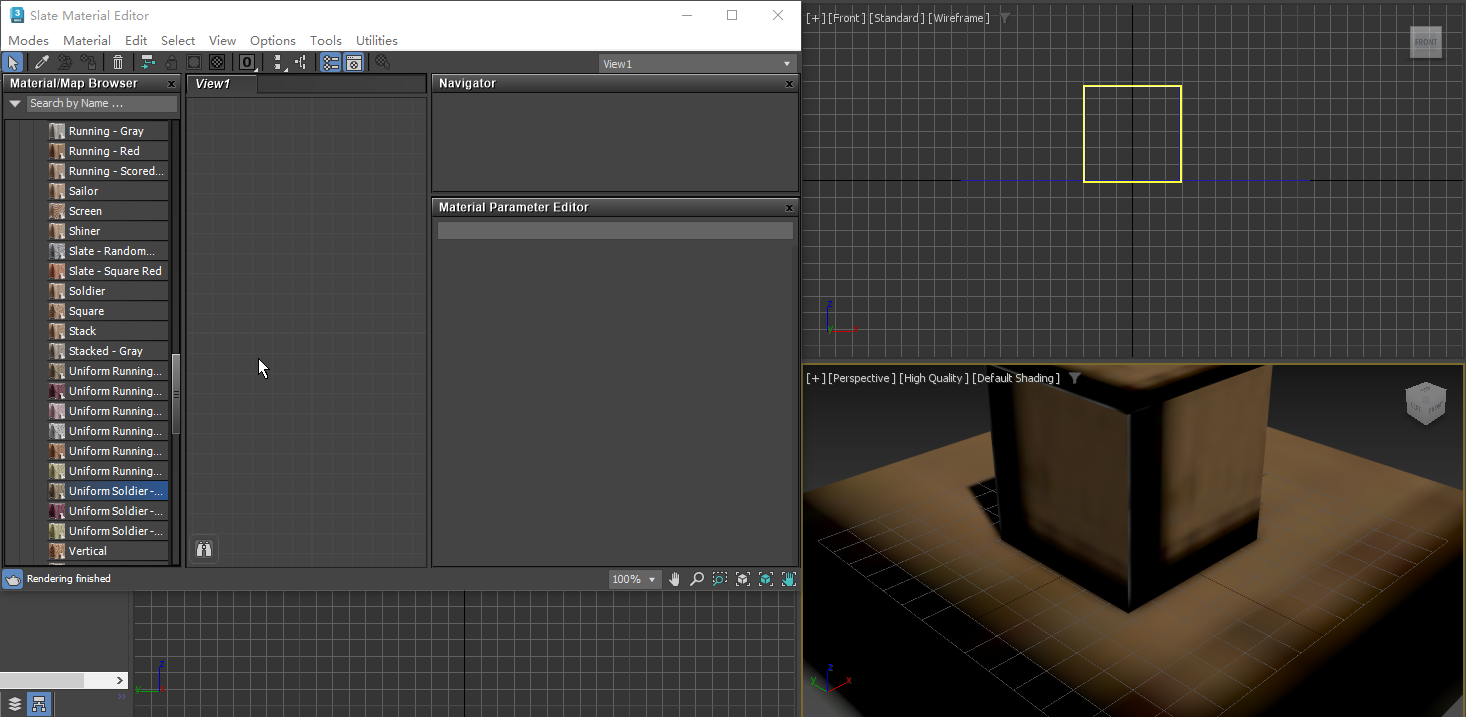 Slate Material Editor
Modes Material Edit Select View Options Tools Utilities
View1
Material/Map Browser x
Search by Name ...
Running - Gray
Running - Red
Running - Scored...
Sailor
Screen
Shiner
Slate - Random...
Slate - Square Red
Soldier
Square
Stack
Stacked - Gray
Uniform Running...
Uniform Running...
Uniform Running...
Uniform Running...
Uniform Running...
Uniform Running...
Uniform Soldier -...
Uniform Soldier -...
Uniform Soldier -...
Vertical
View1
Navigator x
Material Parameter Editor x
Rendering finished
100%
z
y x
[+] [Front ] [Standard ] [Wireframe ]
FRONT
z
y x
[+] [Perspective ] [High Quality ] [Default Shading ]
FRONT
z
y x